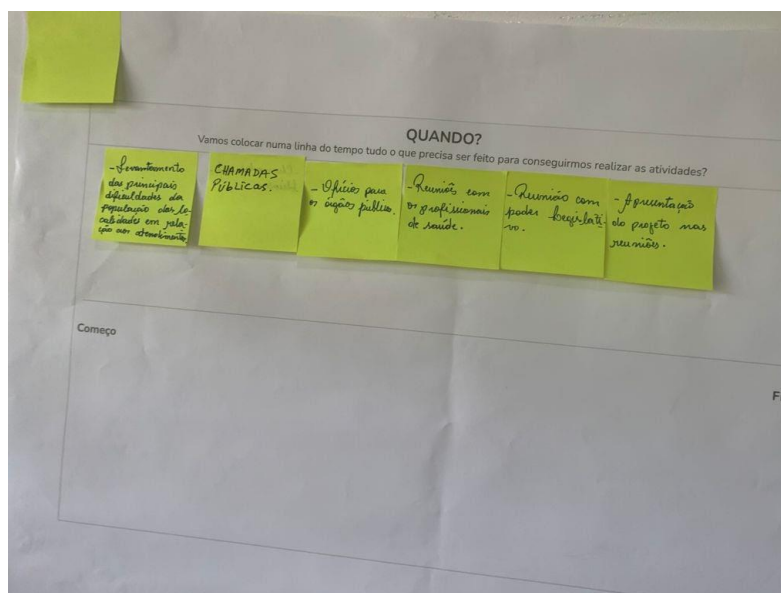 QUANDO?
Vamos colocar numa linha do tempo tudo o que precisa ser feito para conseguirmos realizar as atividades?
- Levantamento
das principais
dificuldades da
população das lo-
calidades em rela-
ção aos atendimentos
CHAMADAS
PÚBLICAS.
- Ofícios para
os órgãos públicos.
- Reuniões com
os profissionais
de saúde.
- Reunião com
poder Legislati-
vo.
- Apresentação
do projeto nas
reuniões.
Começo
F